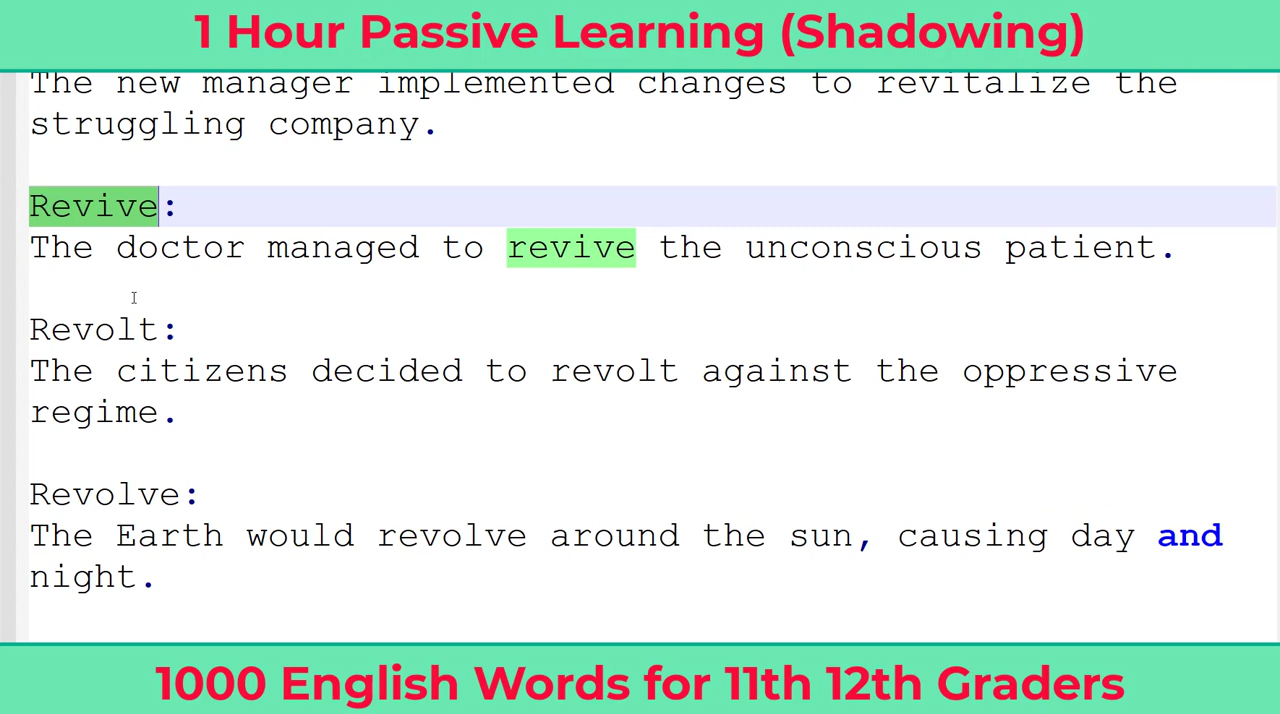 1 Hour Passive Learning (Shadowing)
The new manager implemented changes to revitalize the
struggling company.
Revive:
The doctor managed to revive the unconscious patient.
Revolt:
The citizens decided to revolt against the oppressive
regime.
Revolve:
The Earth would revolve around the sun, causing day and
night.
1000 English Words for 11th 12th Graders